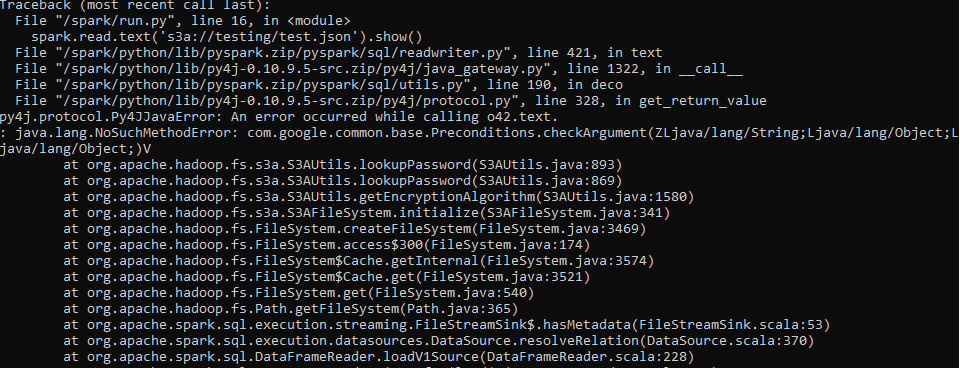 Traceback (most recent call last):
  File "/spark/run.py", line 16, in <module>
    spark.read.text('s3a://testing/test.json').show()
  File "/spark/python/lib/pyspark.zip/pyspark/sql/readwriter.py", line 421, in text
  File "/spark/python/lib/py4j-0.10.9.5-src.zip/py4j/java_gateway.py", line 1322, in __call__
  File "/spark/python/lib/pyspark.zip/pyspark/sql/utils.py", line 190, in deco
  File "/spark/python/lib/py4j-0.10.9.5-src.zip/py4j/protocol.py", line 328, in get_return_value
py4j.protocol.Py4JJavaError: An error occurred while calling o42.text.
: java.lang.NoSuchMethodError: com.google.common.base.Preconditions.checkArgument(ZLjava/lang/String;Ljava/lang/Object;L
java/lang/Object;)V
        at org.apache.hadoop.fs.s3a.S3AUtils.lookupPassword(S3AUtils.java:893)
        at org.apache.hadoop.fs.s3a.S3AUtils.lookupPassword(S3AUtils.java:869)
        at org.apache.hadoop.fs.s3a.S3AUtils.getEncryptionAlgorithm(S3AUtils.java:1580)
        at org.apache.hadoop.fs.s3a.S3AFileSystem.initialize(S3AFileSystem.java:341)
        at org.apache.hadoop.fs.FileSystem.createFileSystem(FileSystem.java:3469)
        at org.apache.hadoop.fs.FileSystem.access$300(FileSystem.java:174)
        at org.apache.hadoop.fs.FileSystem$Cache.getInternal(FileSystem.java:3574)
        at org.apache.hadoop.fs.FileSystem$Cache.get(FileSystem.java:3521)
        at org.apache.hadoop.fs.FileSystem.get(FileSystem.java:540)
        at org.apache.hadoop.fs.Path.getFileSystem(Path.java:365)
        at org.apache.spark.sql.execution.streaming.FileStreamSink$.hasMetadata(FileStreamSink.scala:53)
        at org.apache.spark.sql.execution.datasources.DataSource.resolveRelation(DataSource.scala:370)
        at org.apache.spark.sql.DataFrameReader.loadV1Source(DataFrameReader.scala:228)